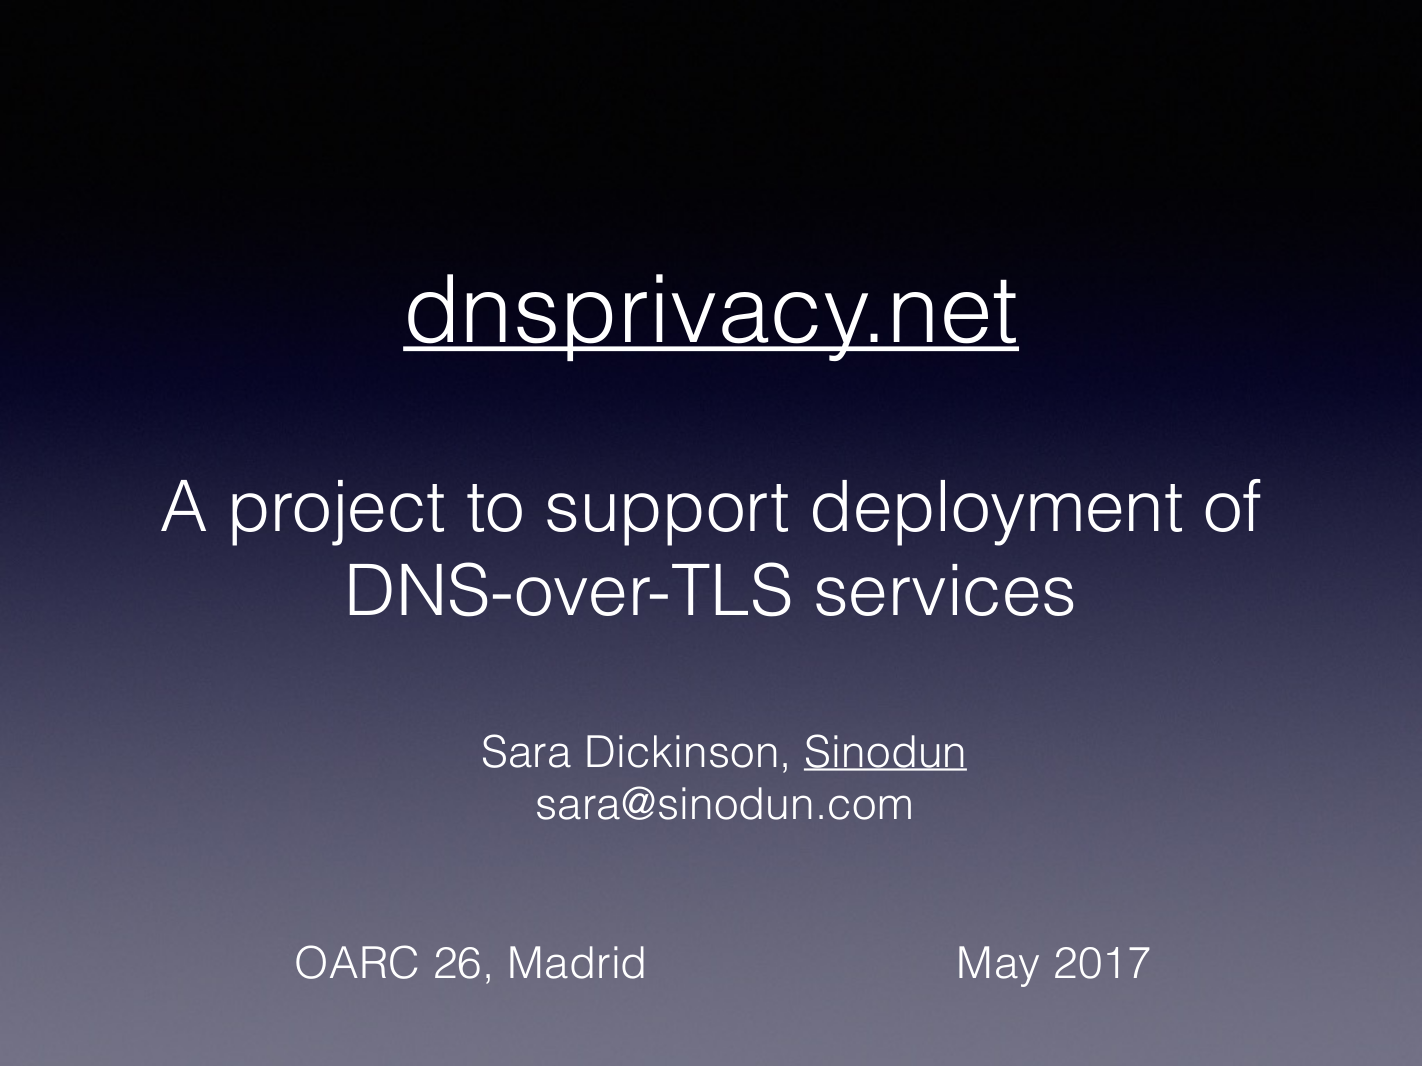 dnsprivacy.net
A project to support deployment of
DNS-over-TLS services
Sara Dickinson, Sinodun
sara@sinodun.com
OARC 26, Madrid
May 2017